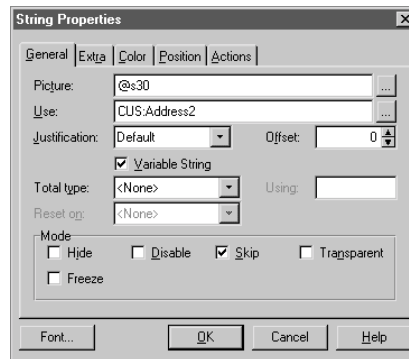 String Properties
General Extra Color Position Actions
Picture: @s30 ...
Use: CUS:Address2 ...
Justification: Default Offset: 0
Variable String
Total type: <None> Using:
Reset on: <None>
Mode
Hide Disable Skip Transparent
Freeze
Font... OK Cancel Help